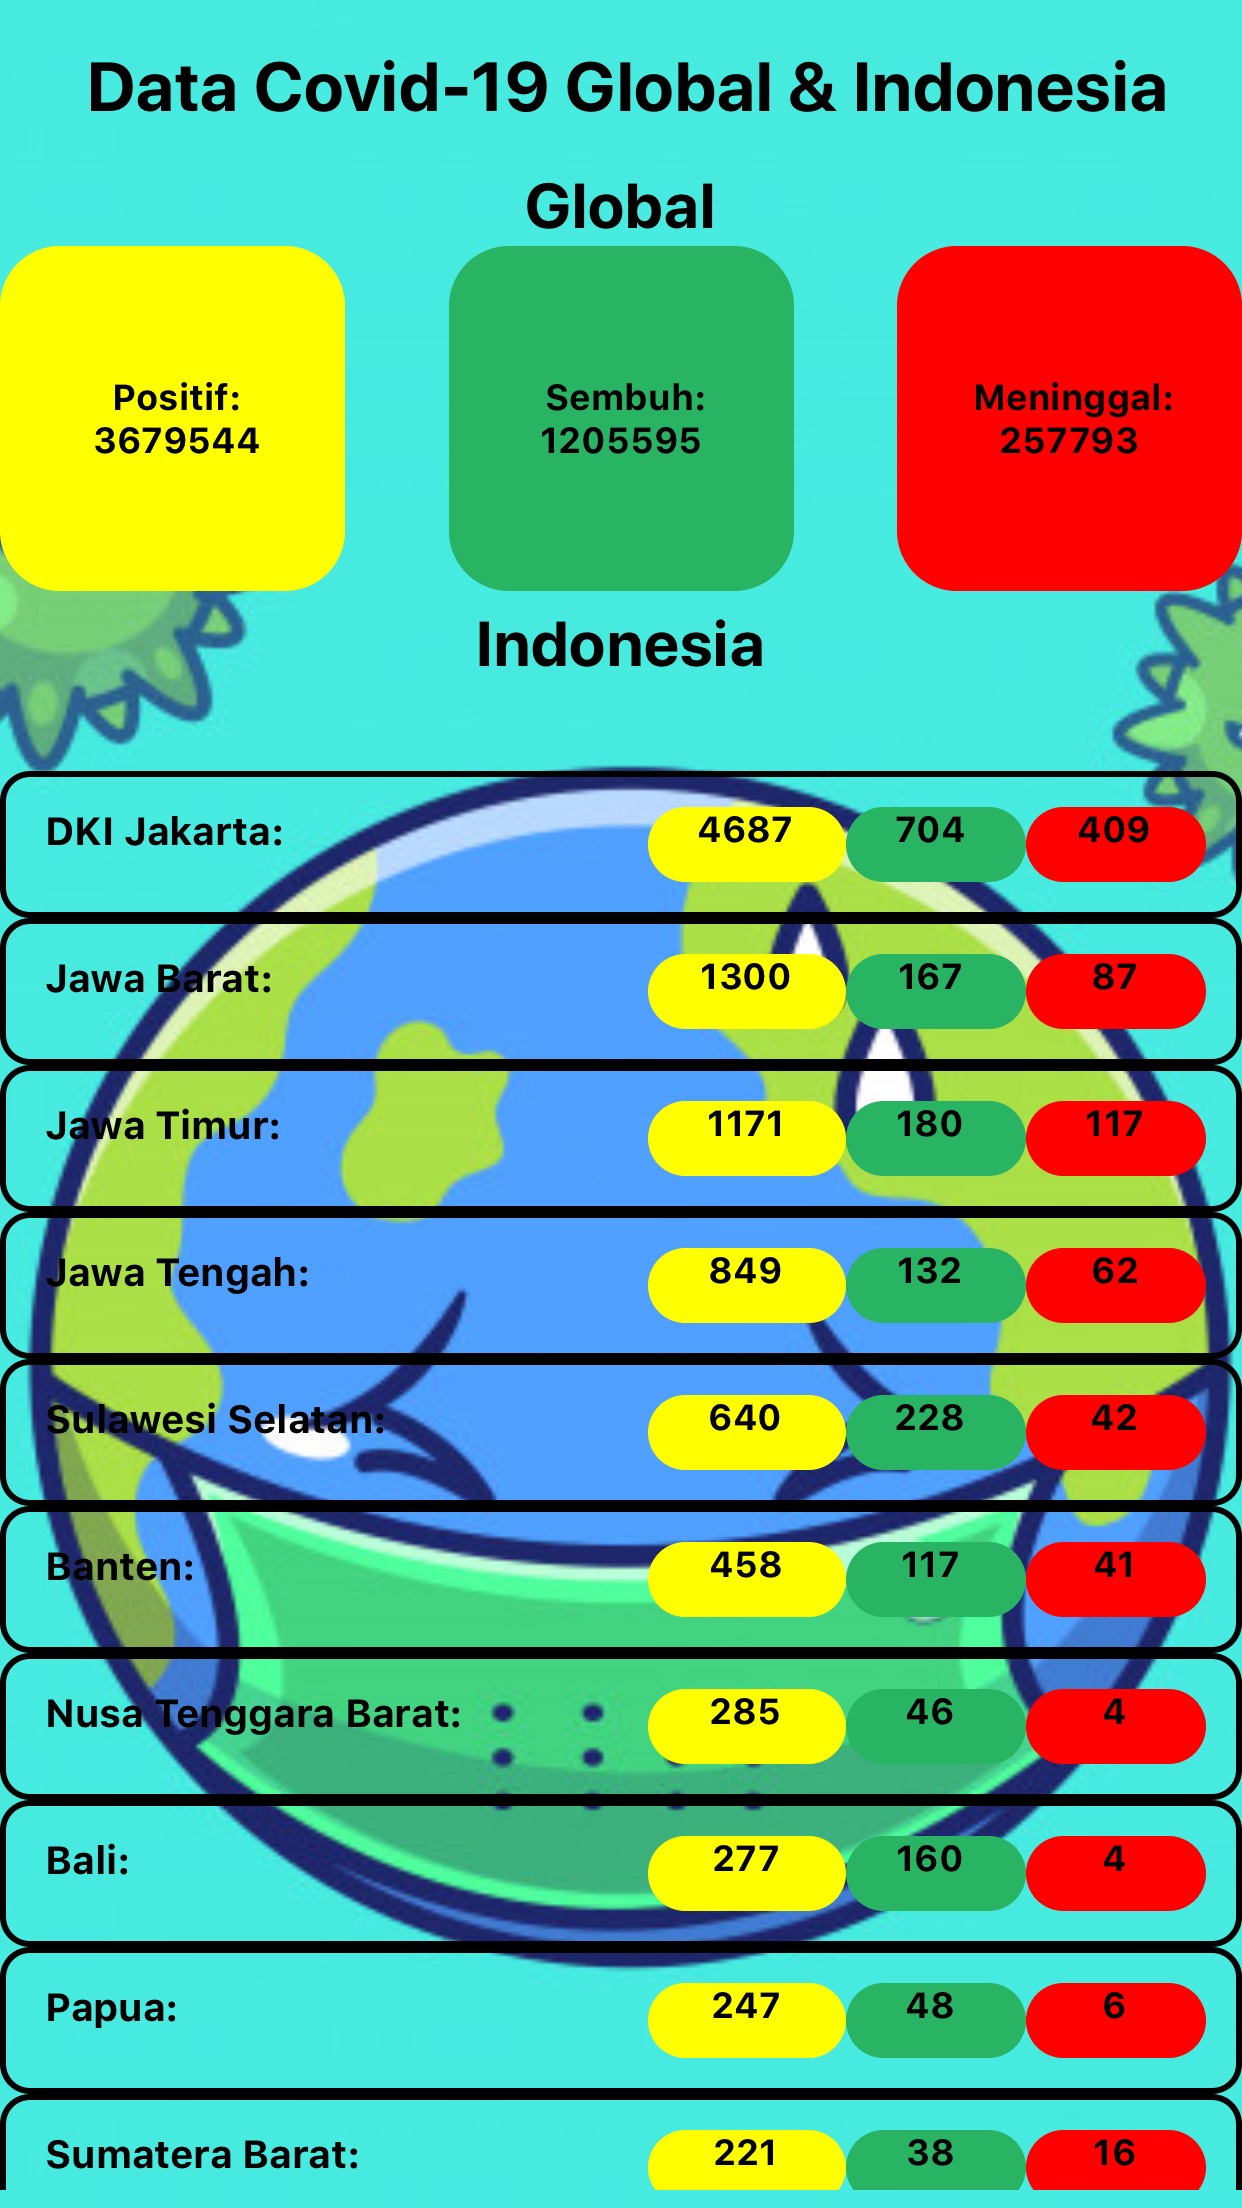 Data Covid-19 Global & Indonesia
Global
Positif:
3679544
Sembuh:
1205595
Meninggal:
257793
Indonesia
DKI Jakarta: 4687 704 409
Jawa Barat: 1300 167 87
Jawa Timur: 1171 180 117
Jawa Tengah: 849 132 62
Sulawesi Selatan: 640 228 42
Banten: 458 117 41
Nusa Tenggara Barat: 285 46 4
Bali: 277 160 4
Papua: 247 48 6
Sumatera Barat: 221 38 16